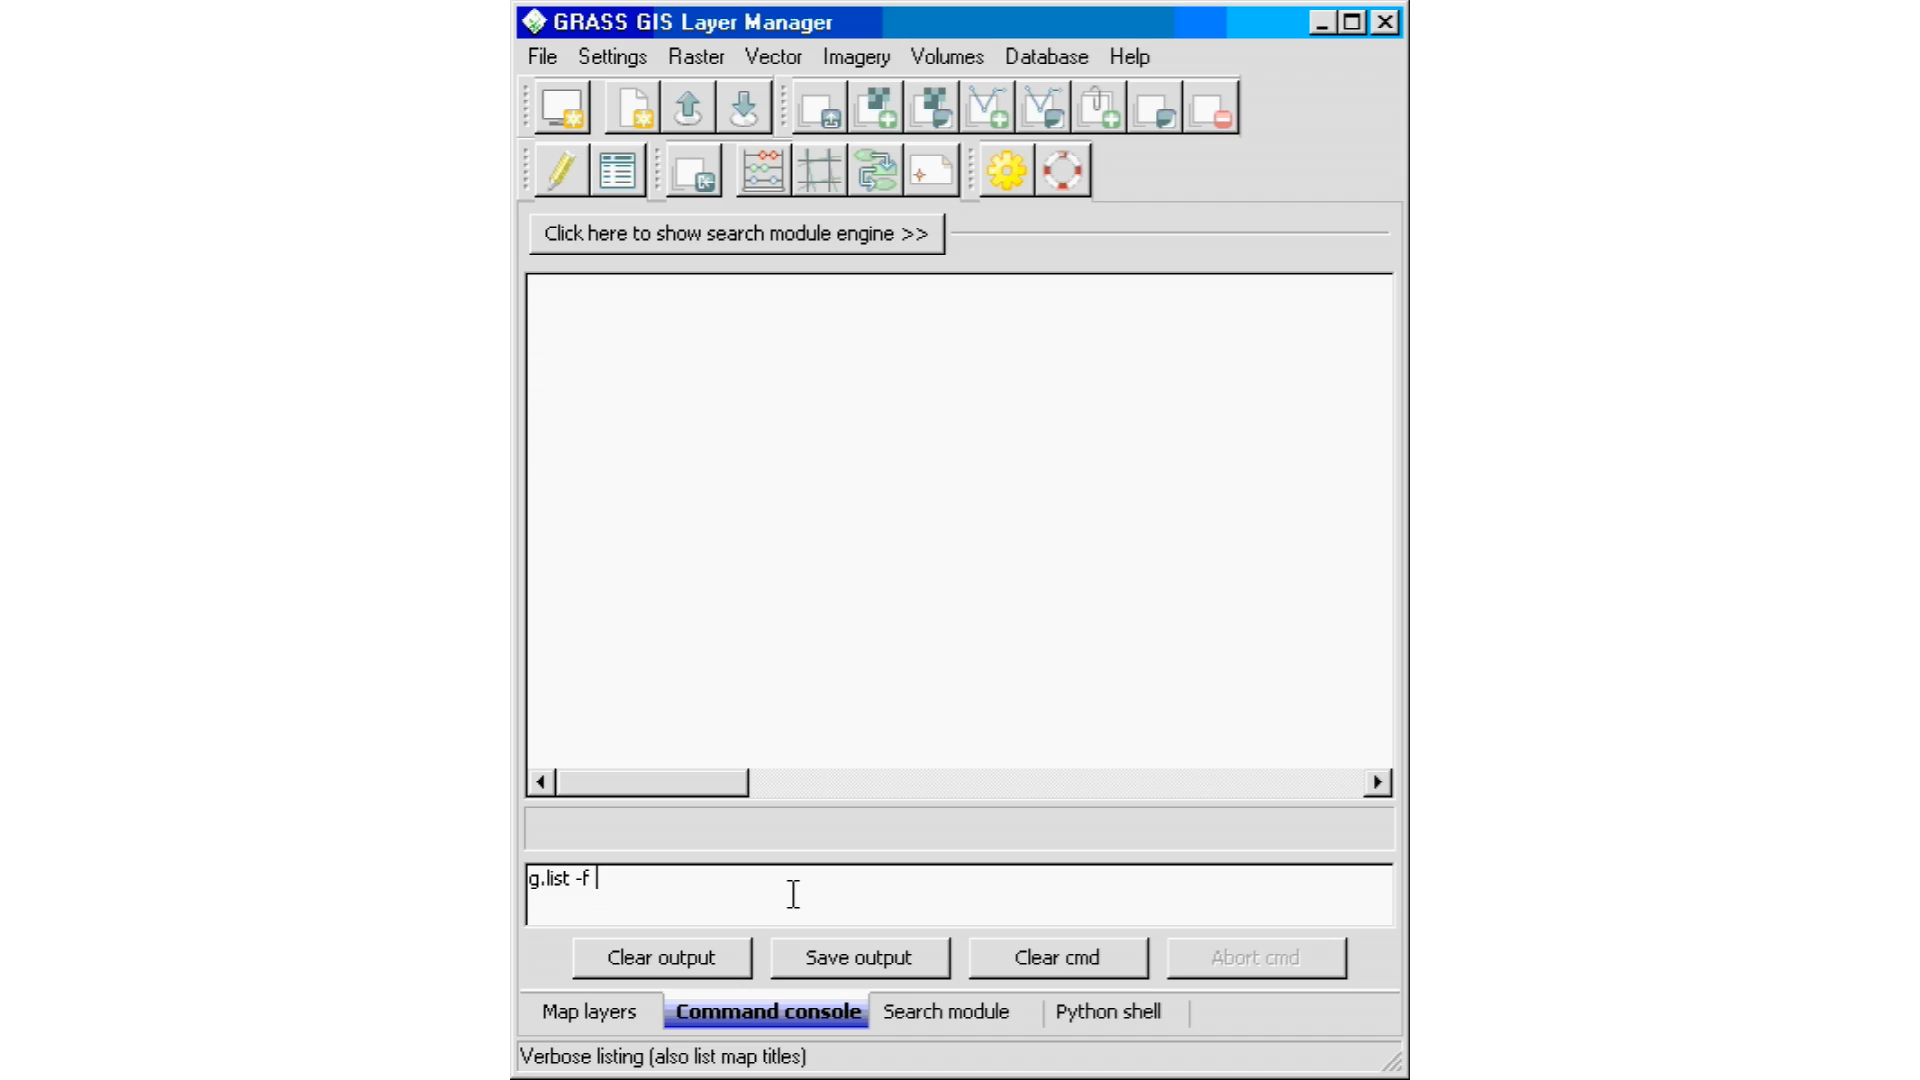 GRASS GIS Layer Manager
File Settings Raster Vector Imagery Volumes Database Help
Click here to show search module engine >>
g.list -f
Clear output Save output Clear cmd Abort cmd
Map layers Command console Search module Python shell
Verbose listing (also list map titles)